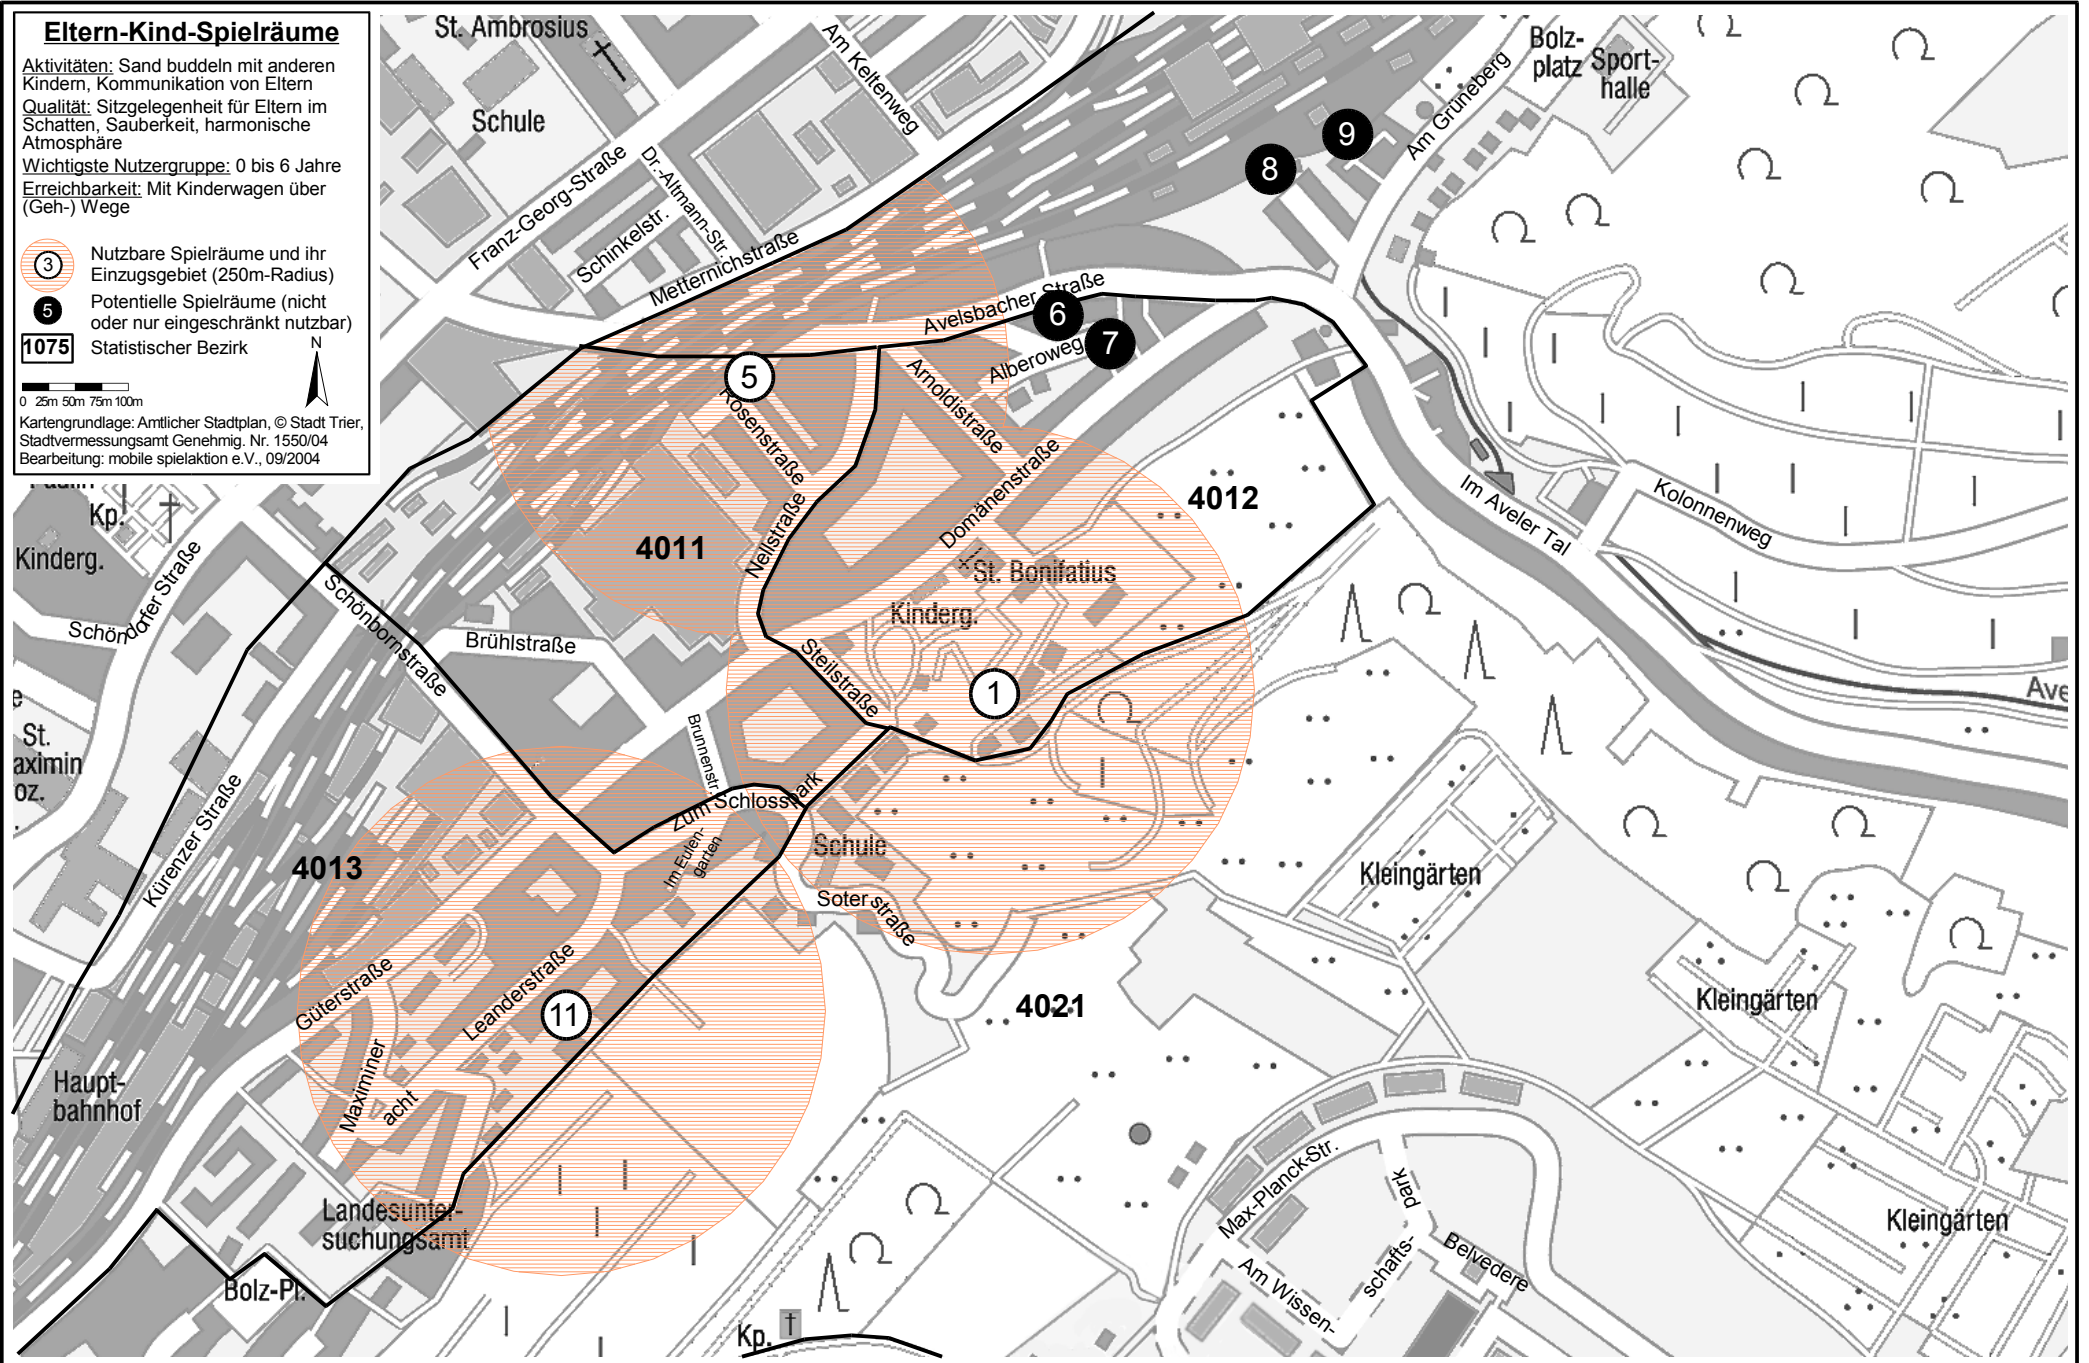 Eltern-Kind-Spielräume
Aktivitäten: Sand buddeln mit anderen
Kindern, Kommunikation von Eltern
Qualität: Sitzgelegenheit für Eltern im
Schatten, Sauberkeit, harmonische
Atmosphäre
Wichtigste Nutzergruppe: 0 bis 6 Jahre
Erreichbarkeit: Mit Kinderwagen über
(Geh-) Wege
3
Nutzbare Spielräume und ihr
Einzugsgebiet (250m-Radius)
5
Potentielle Spielräume (nicht
oder nur eingeschränkt nutzbar)
1075
Statistischer Bezirk
N
0 25m 50m 75m 100m
Kartengrundlage: Amtlicher Stadtplan, © Stadt Trier,
Stadtvermessungsamt Genehmig. Nr. 1550/04
Bearbeitung: mobile spielaktion e.V., 09/2004
St. Ambrosius
Schule
Am Keltenweg
Franz-Georg-Straße
Dr.-Altmann-Str.
Schinkelstr.
Metternichstraße
Bolz-
platz
Sport-
halle
Am Grüneberg
9
8
Avelsbacher Straße
6
7
Alberoweg
5
Rosenstraße
Arnoldistraße
Domänenstraße
Nellstraße
4011
4012
Im Aveler Tal
Kolonnenweg
Kp.
Kinderg.
Schöndorfer Straße
Schönbornstraße
Brühlstraße
St. Bonifatius
Kinderg.
Steilstraße
1
Brunnenstr.
Zum Schlosspark
Im Eulen-
garten
Schule
Soterstraße
St.
aximin
oz.
Kürenzer Straße
4013
Güterstraße
Leanderstraße
11
Maximiner
acht
4021
Kleingärten
Kleingärten
Kleingärten
Ave
Haupt-
bahnhof
Landesunter-
suchungsamt
Bolz-Pl.
Kp.
Max-Planck-Str.
Am Wissen-
schafts-
park
Belvedere